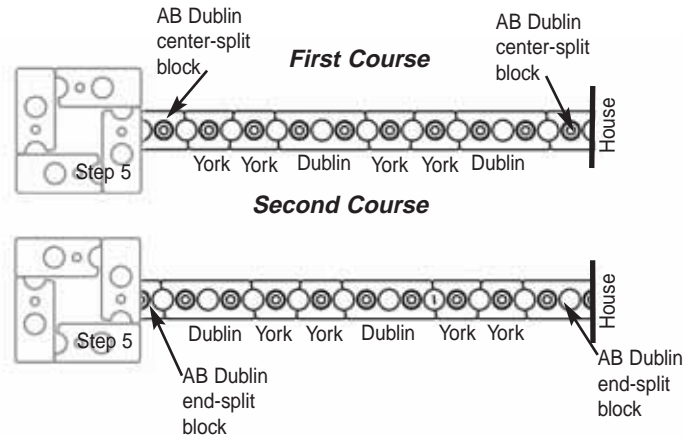 AB Dublin
center-split
block
First Course
AB Dublin
center-split
block
House
Step 5
York York Dublin York York Dublin
Second Course
House
Step 5
Dublin York York Dublin York York
AB Dublin
end-split
block
AB Dublin
end-split
block